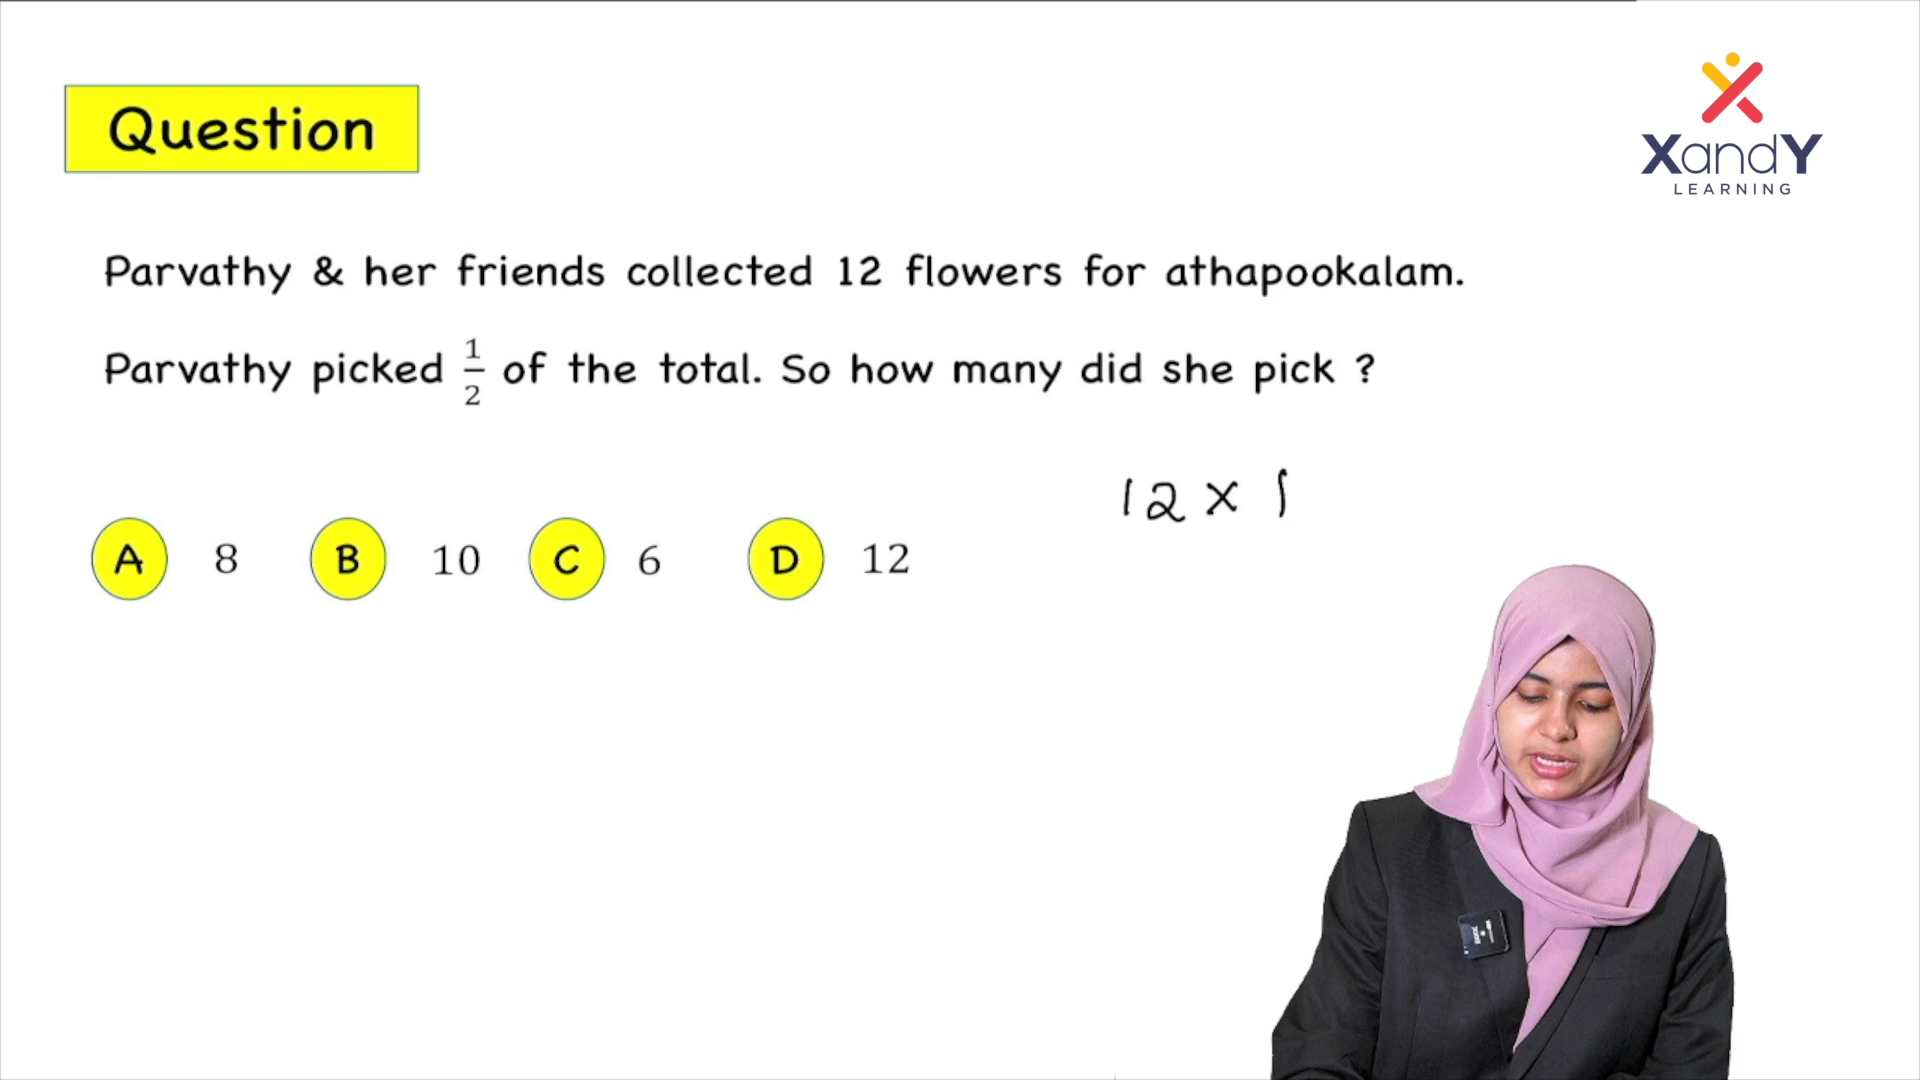 Question
XandY
LEARNING
Parvathy & her friends collected 12 flowers for athapookalam.
Parvathy picked 1/2 of the total. So how many did she pick ?
12 × 1
A 8 B 10 C 6 D 12